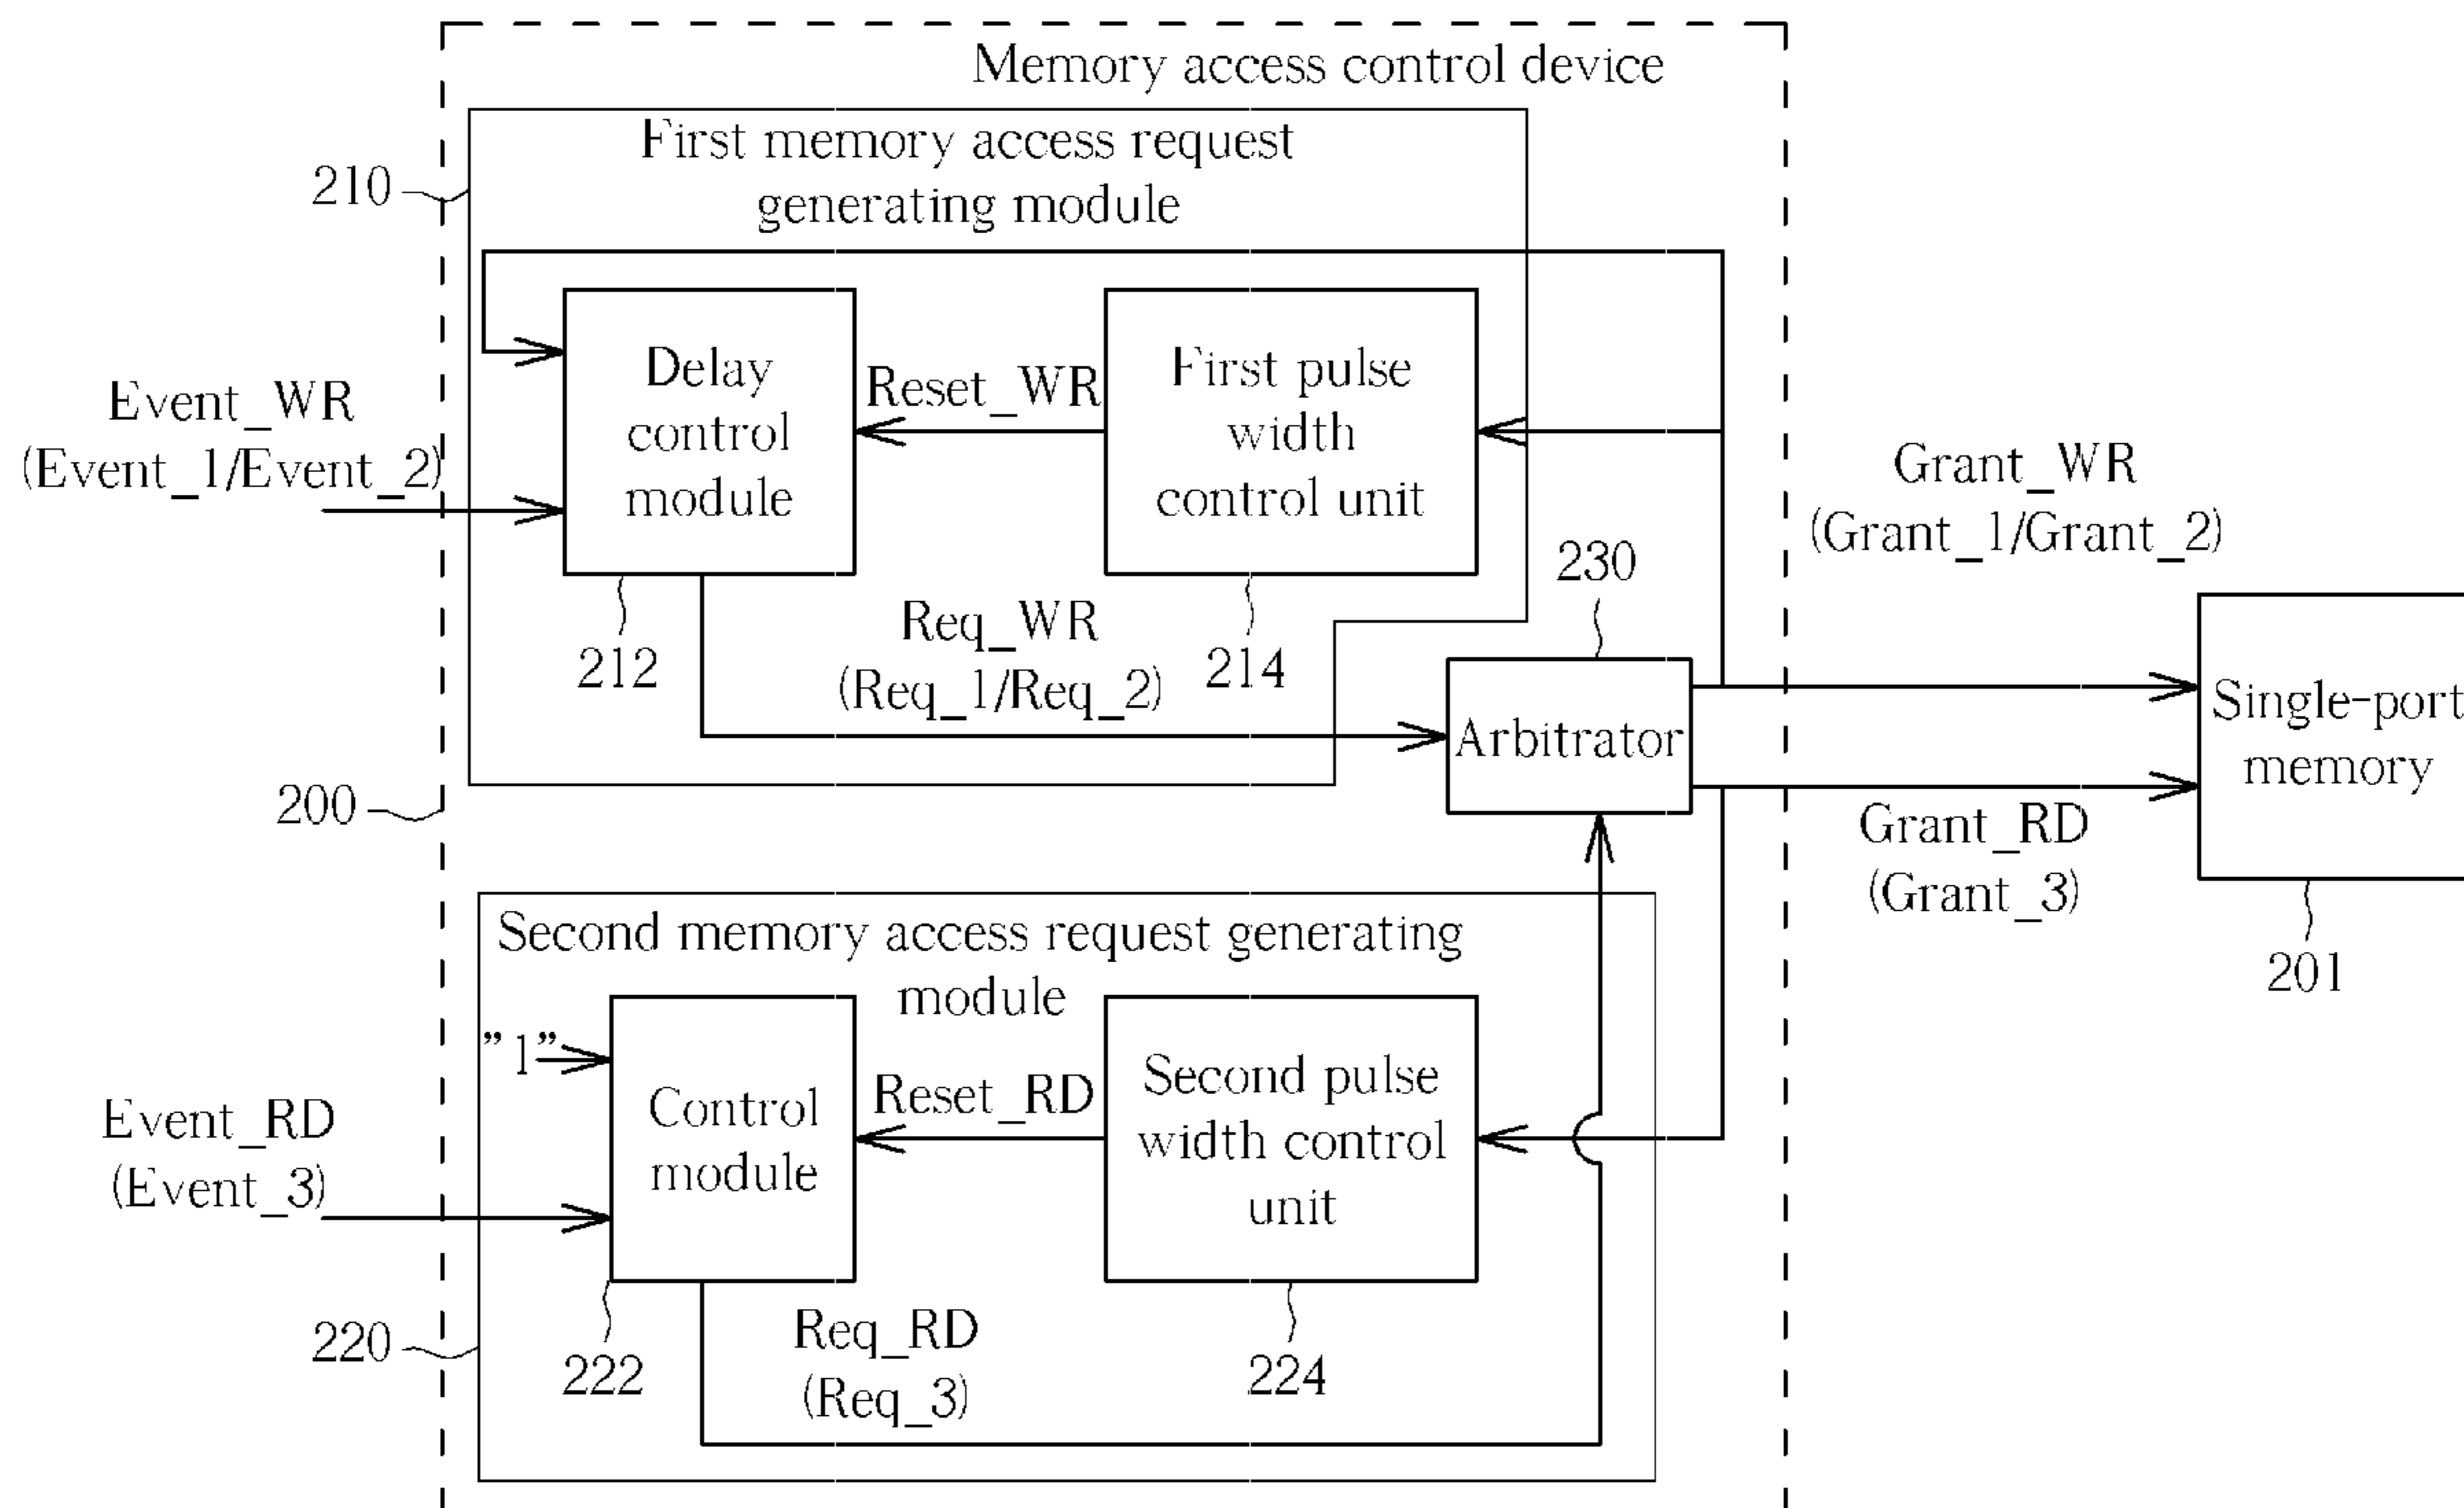 Memory access control device
First memory access request
generating module
210
Delay
control
module
Reset_WR
First pulse
width
control unit
Event_WR
(Event_1/Event_2)
Grant_WR
(Grant_1/Grant_2)
230
212
Req_WR
(Req_1/Req_2)
214
Arbitrator
Single-port
memory
200
Grant_RD
(Grant_3)
201
Second memory access request generating
module
"1"
Control
module
Reset_RD
Second pulse
width control
unit
Event_RD
(Event_3)
220
222
Req_RD
(Req_3)
224